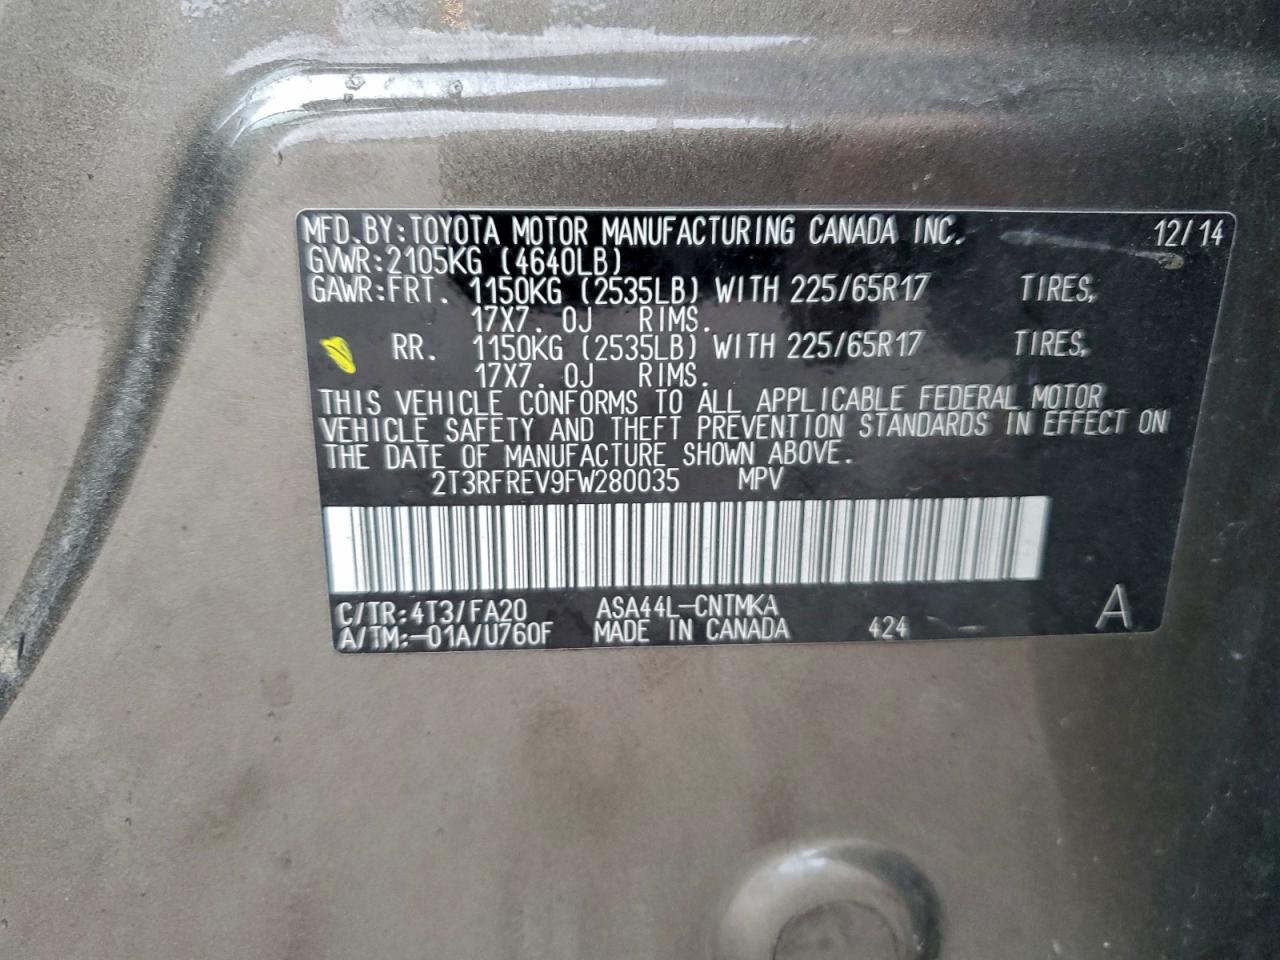 MFD.BY:TOYOTA MOTOR MANUFACTURING CANADA INC. 12/14
GVWR:2105KG (4640LB)
GAWR:FRT. 1150KG (2535LB) WITH 225/65R17 TIRES,
17X7. 0J RIMS.
RR. 1150KG (2535LB) WITH 225/65R17 TIRES,
17X7. 0J RIMS.
THIS VEHICLE CONFORMS TO ALL APPLICABLE FEDERAL MOTOR
VEHICLE SAFETY AND THEFT PREVENTION STANDARDS IN EFFECT ON
THE DATE OF MANUFACTURE SHOWN ABOVE.
2T3RFREV9FW280035 MPV
C/TR:4T3/FA20 ASA44L-CNTMKA A
A/TM:-01A/U760F MADE IN CANADA 424